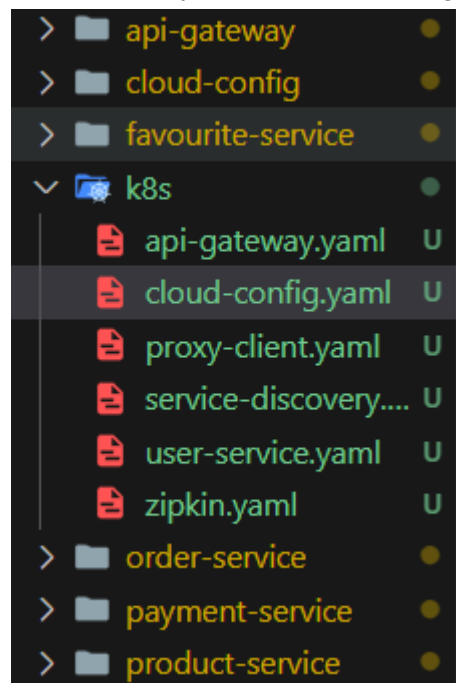 api-gateway
cloud-config
favourite-service
k8s
api-gateway.yaml U
cloud-config.yaml U
proxy-client.yaml U
service-discovery.... U
user-service.yaml U
zipkin.yaml U
order-service
payment-service
product-service